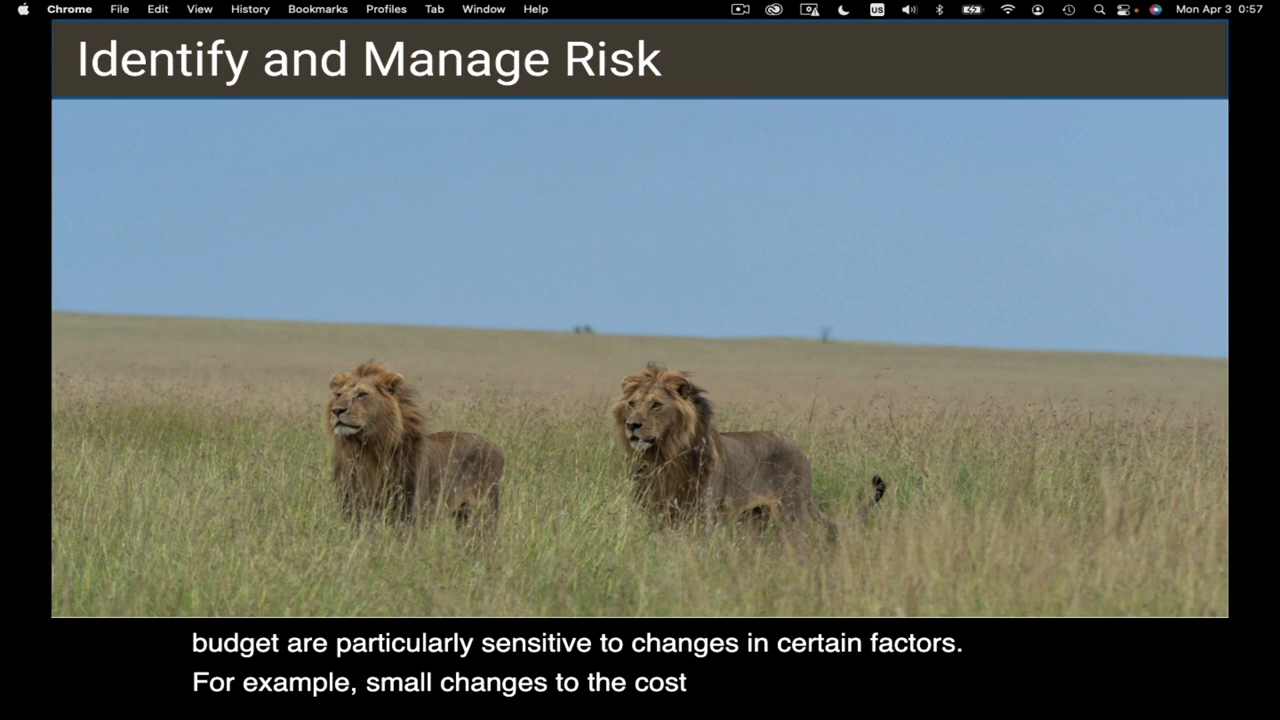 Chrome File Edit View History Bookmarks Profiles Tab Window Help US Mon Apr 3 0:57
Identify and Manage Risk
budget are particularly sensitive to changes in certain factors.
For example, small changes to the cost